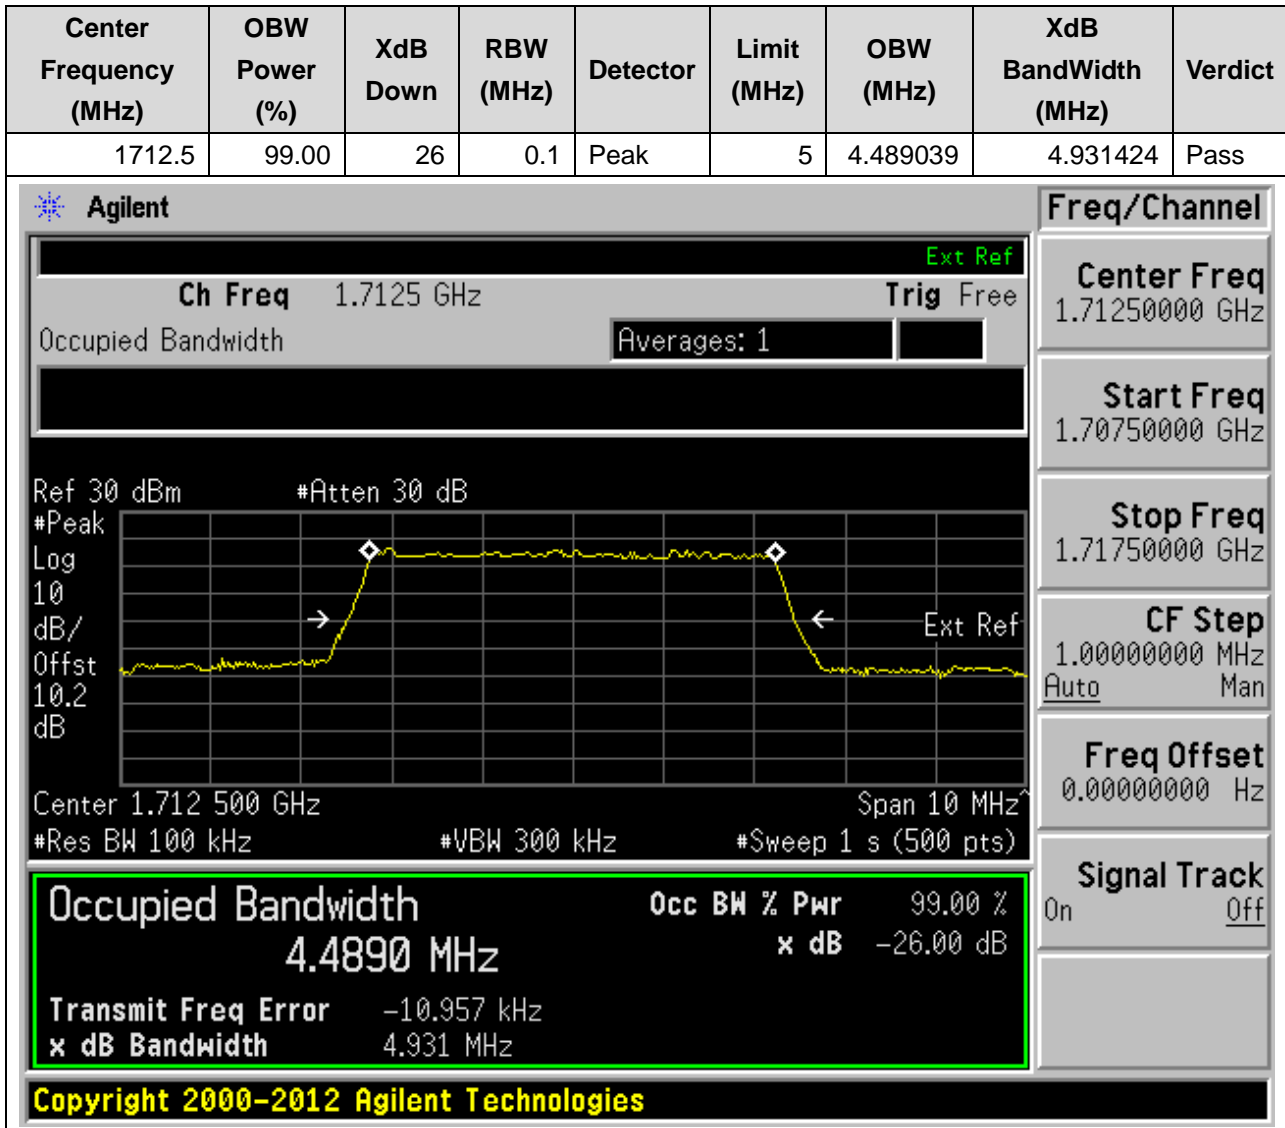 Center Frequency (MHz) OBW Power (%) XdB Down RBW (MHz) Detector Limit (MHz) OBW (MHz) XdB BandWidth (MHz) Verdict
1712.5 99.00 26 0.1 Peak 5 4.489039 4.931424 Pass
Agilent
Freq/Channel
Ext Ref
Ch Freq 1.7125 GHz Trig Free
Occupied Bandwidth Averages: 1
Ref 30 dBm #Atten 30 dB
#Peak
Log
10
dB/
Offst
10.2
dB
Ext Ref
Center 1.712 500 GHz Span 10 MHz^
#Res BW 100 kHz #VBW 300 kHz #Sweep 1 s (500 pts)
Occupied Bandwidth
4.4890 MHz
Occ BW % Pwr 99.00 %
x dB -26.00 dB
Transmit Freq Error -10.957 kHz
x dB Bandwidth 4.931 MHz
Center Freq
1.71250000 GHz
Start Freq
1.70750000 GHz
Stop Freq
1.71750000 GHz
CF Step
1.00000000 MHz
Auto Man
Freq Offset
0.00000000 Hz
Signal Track
On Off
Copyright 2000-2012 Agilent Technologies